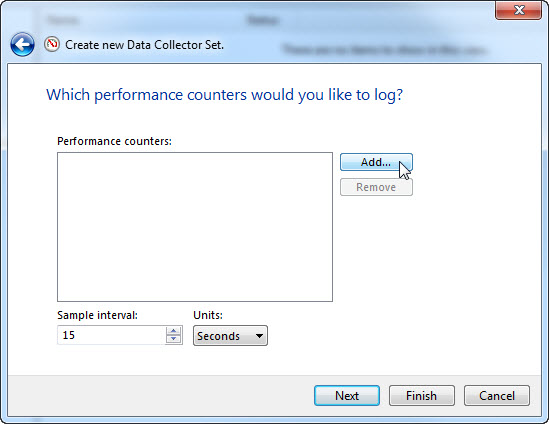 Name
Status
There are no items to show in this view.
Create new Data Collector Set.
Which performance counters would you like to log?
Performance counters:
Add...
Remove
Sample interval:
Units:
15
Seconds
Next
Finish
Cancel